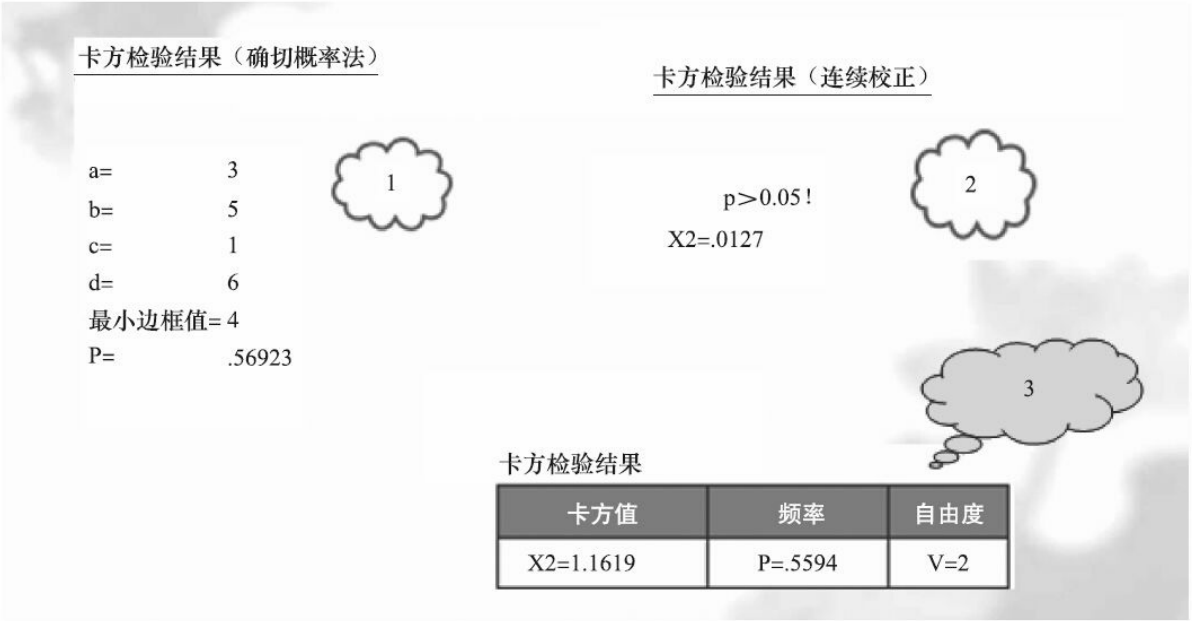 卡方检验结果（确切概率法）
a= 3
b= 5
c= 1
d= 6
最小边框值= 4
P= .56923
1
卡方检验结果（连续校正）
p＞0.05！
X2=.0127
2
3
卡方检验结果
卡方值 频率 自由度
X2=1.1619 P=.5594 V=2